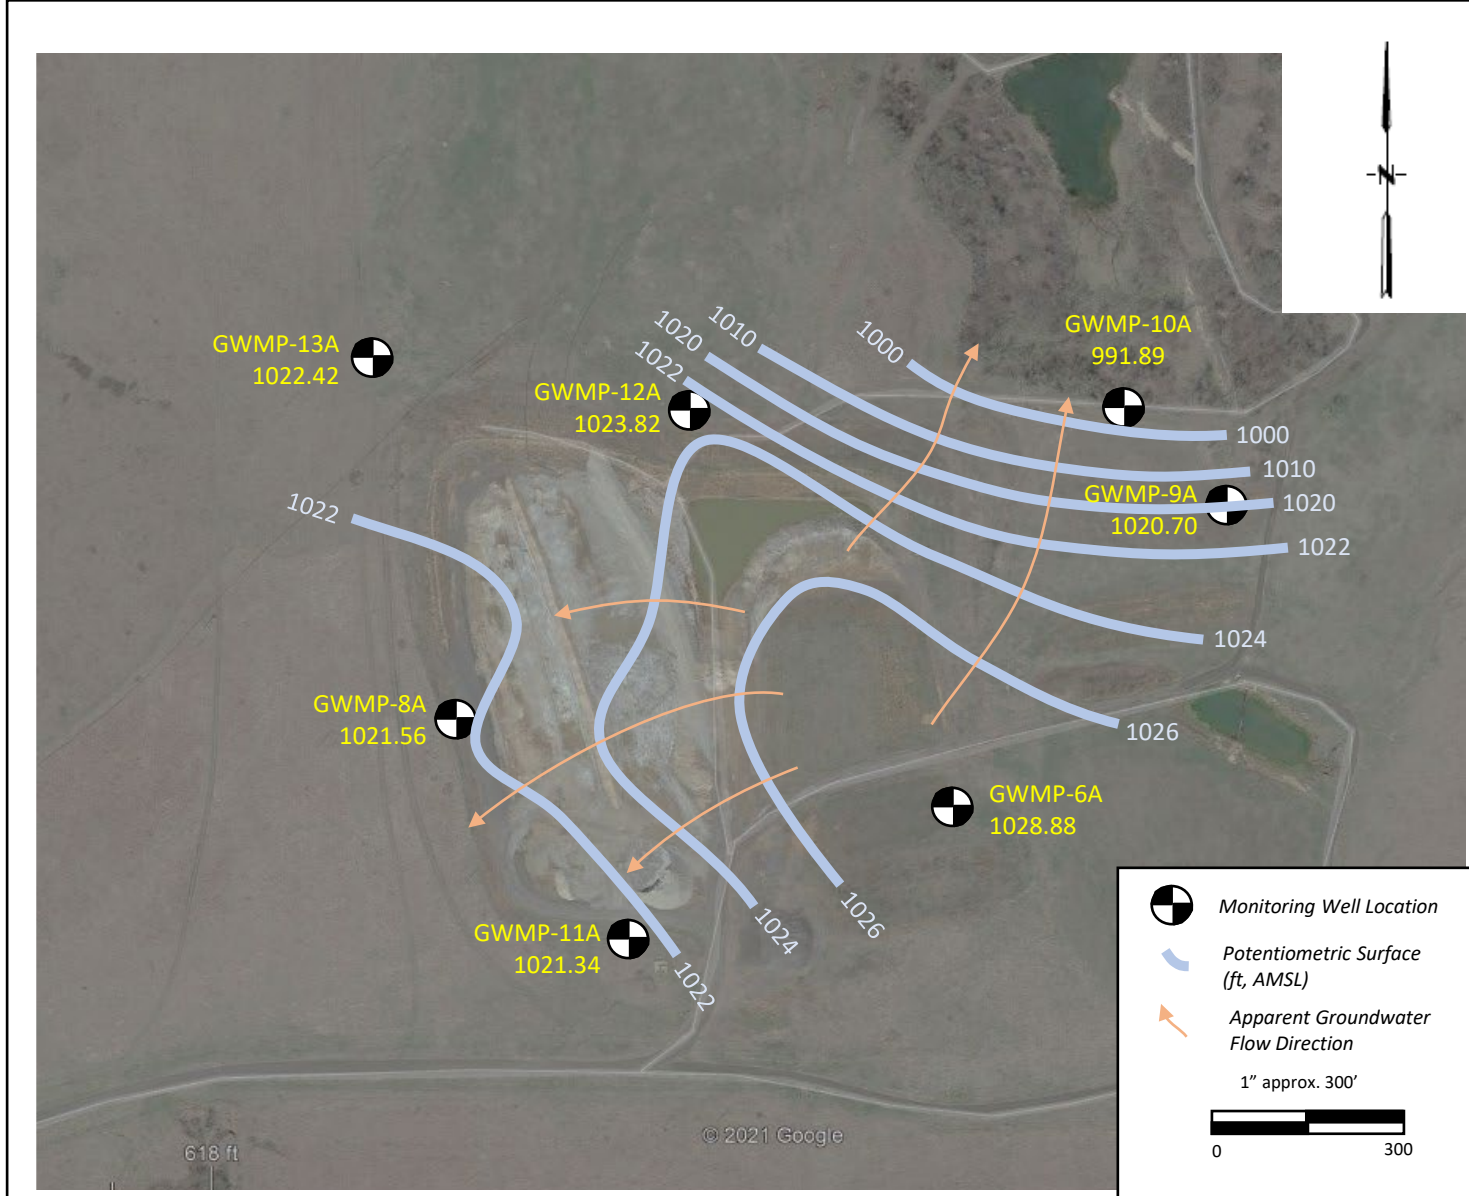 N
GWMP-13A
1022.42
GWMP-12A
1023.82
GWMP-10A
991.89
GWMP-9A
1020.70
GWMP-8A
1021.56
GWMP-6A
1028.88
GWMP-11A
1021.34
1022
1020
1010
1000
1000
1010
1020
1022
1024
1026
1022
1022
1024
1026
Monitoring Well Location
Potentiometric Surface
(ft, AMSL)
Apparent Groundwater
Flow Direction
1” approx. 300’
0 300
© 2021 Google
618 ft